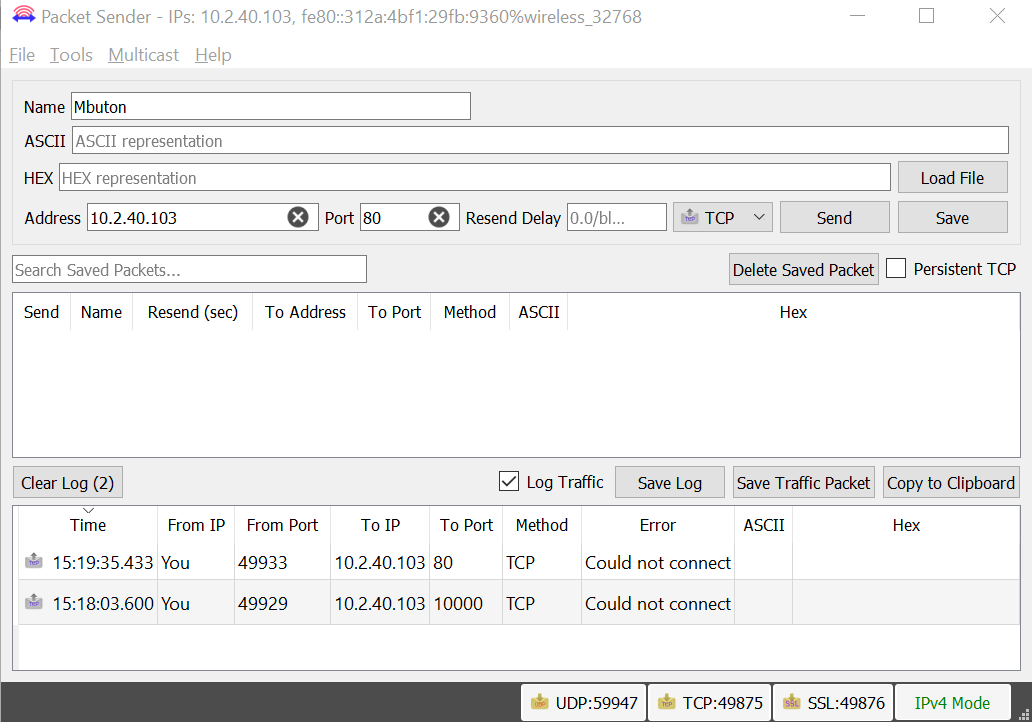 Packet Sender - IPs: 10.2.40.103, fe80::312a:4bf1:29fb:9360%wireless_32768
File Tools Multicast Help
Name Mbuton
ASCII ASCII representation
HEX HEX representation Load File
Address 10.2.40.103 Port 80 Resend Delay 0.0/bl... TCP Send Save
Search Saved Packets... Delete Saved Packet Persistent TCP
Send Name Resend (sec) To Address To Port Method ASCII Hex
Clear Log (2) Log Traffic Save Log Save Traffic Packet Copy to Clipboard
Time From IP From Port To IP To Port Method Error ASCII Hex
TCP 15:19:35.433 You 49933 10.2.40.103 80 TCP Could not connect
TCP 15:18:03.600 You 49929 10.2.40.103 10000 TCP Could not connect
UDP UDP:59947 TCP TCP:49875 SSL SSL:49876 IPv4 Mode